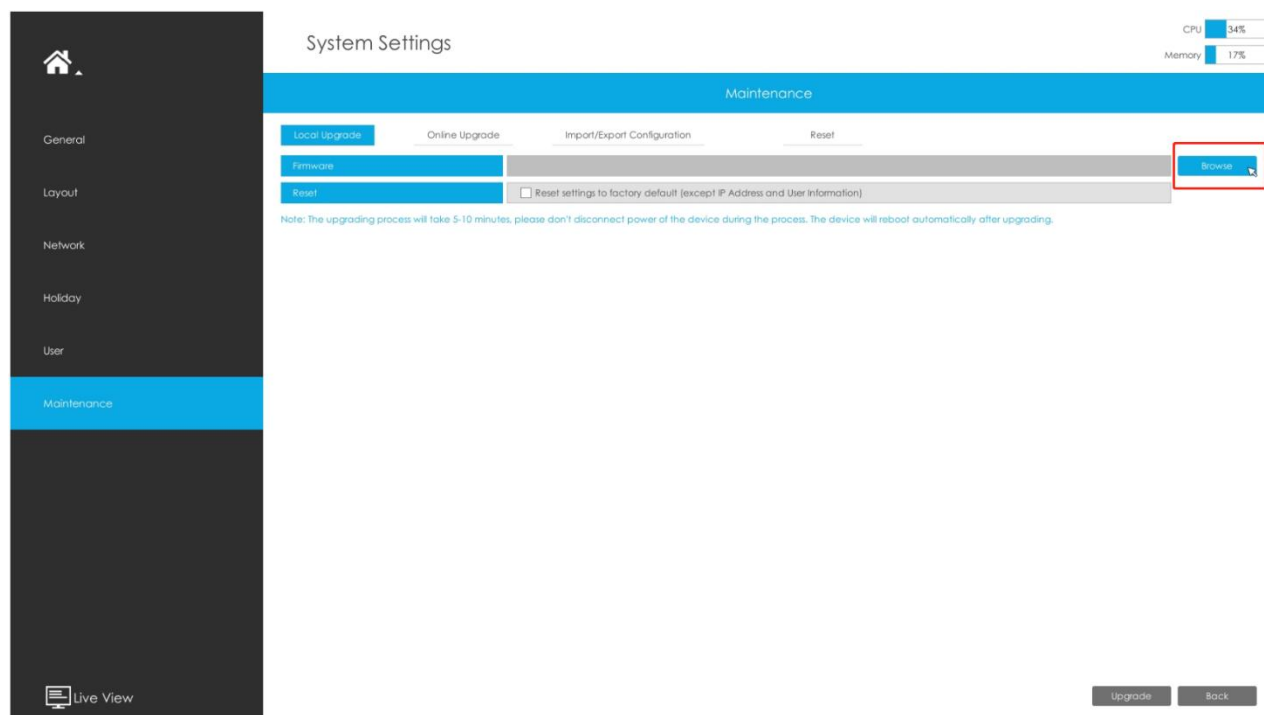 System Settings
CPU 34%
Memory 17%
Maintenance
General
Layout
Network
Holiday
User
Maintenance
Live View
Local Upgrade Online Upgrade Import/Export Configuration Reset
Firmware Browse
Reset Reset settings to factory default (except IP Address and User Information)
Note: The upgrading process will take 5-10 minutes, please don't disconnect power of the device during the process. The device will reboot automatically after upgrading.
Upgrade Back